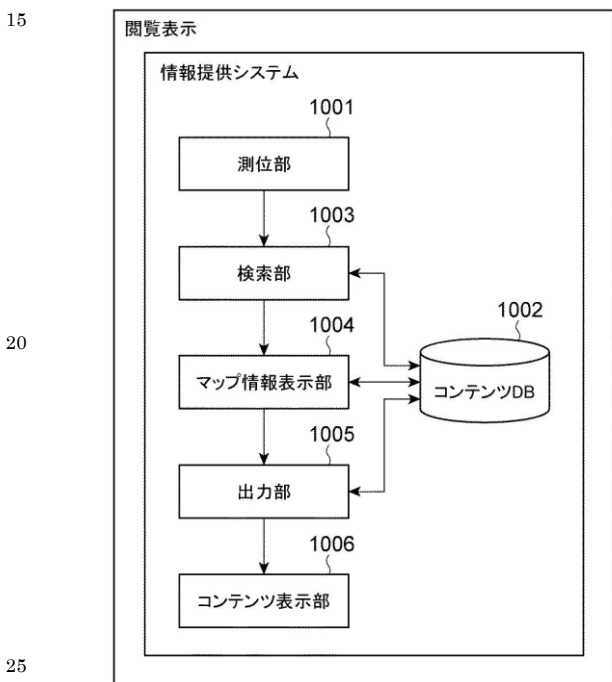 15
閲覧表示
情報提供システム
1001
測位部
1003
検索部
1002
20
1004
マップ情報表示部
コンテンツDB
1005
出力部
1006
コンテンツ表示部
25